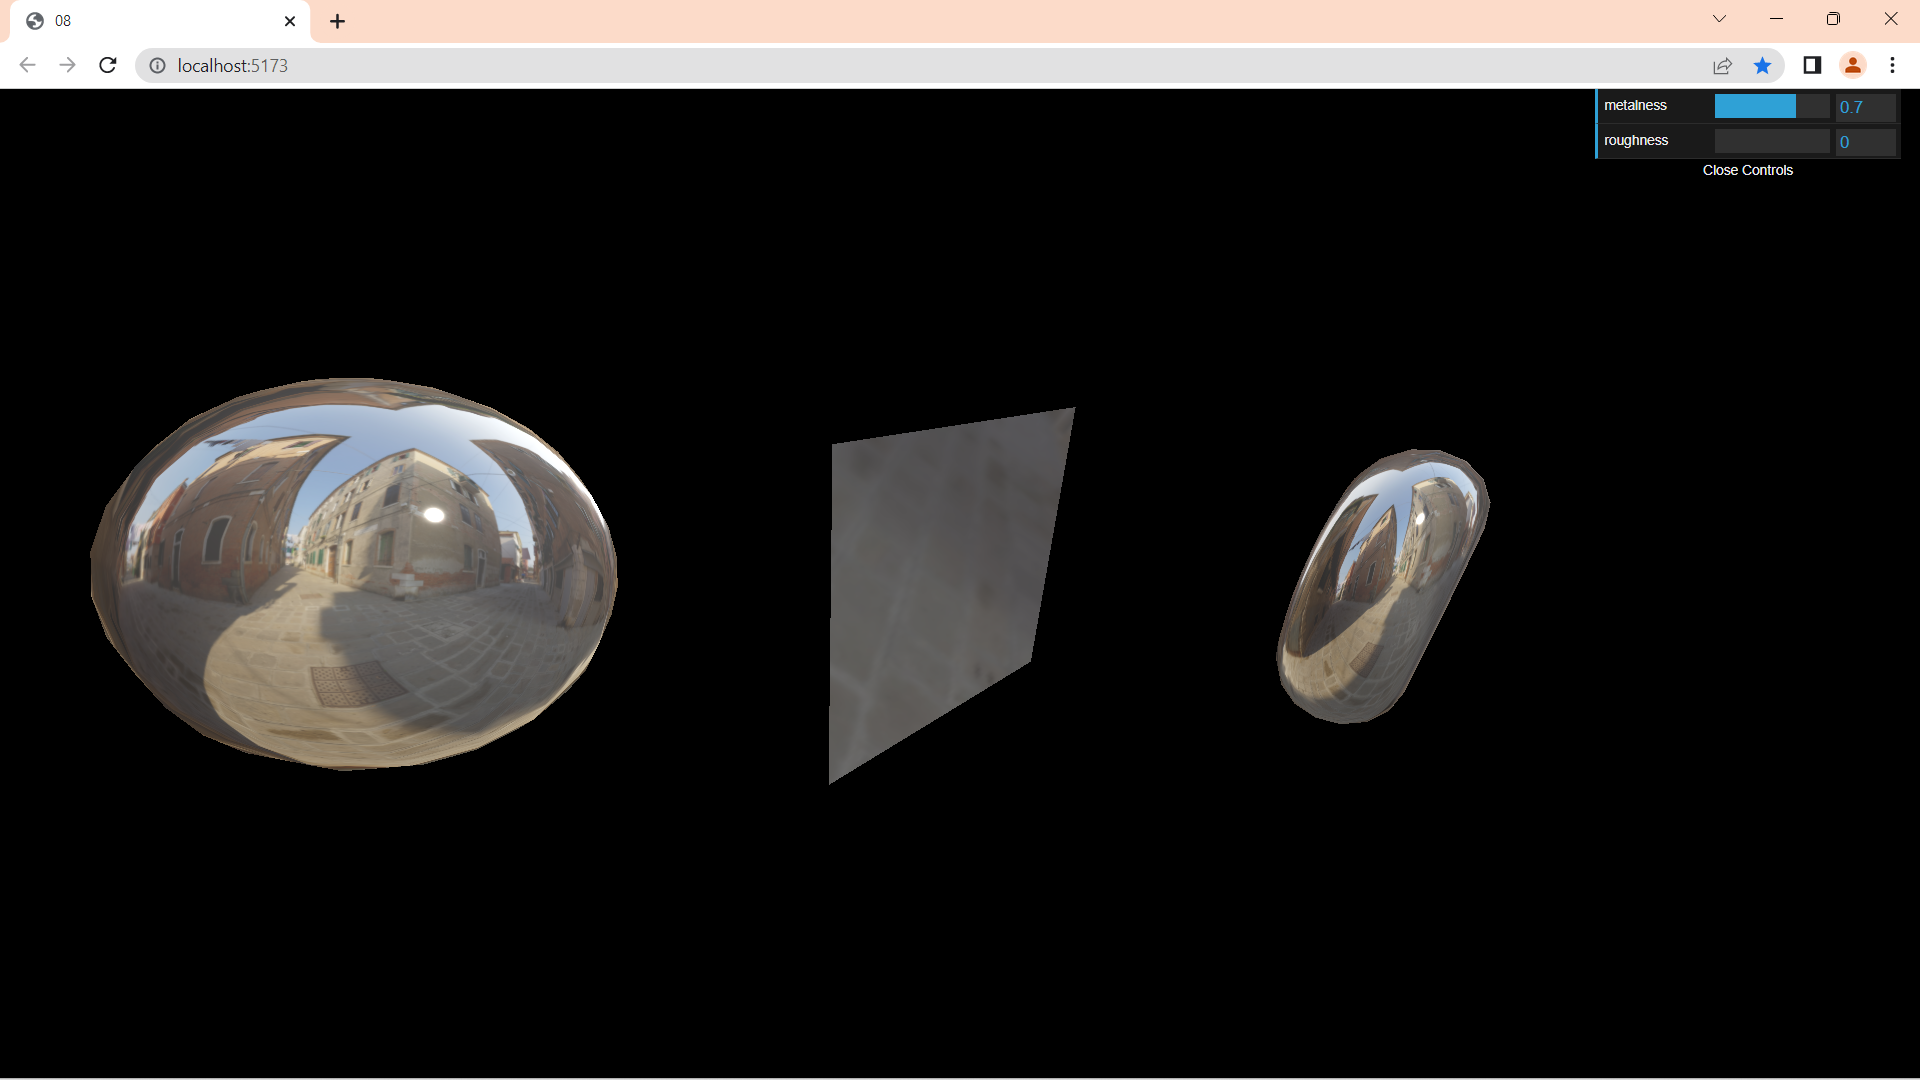 08
localhost:5173
metalness 0.7
roughness 0
Close Controls